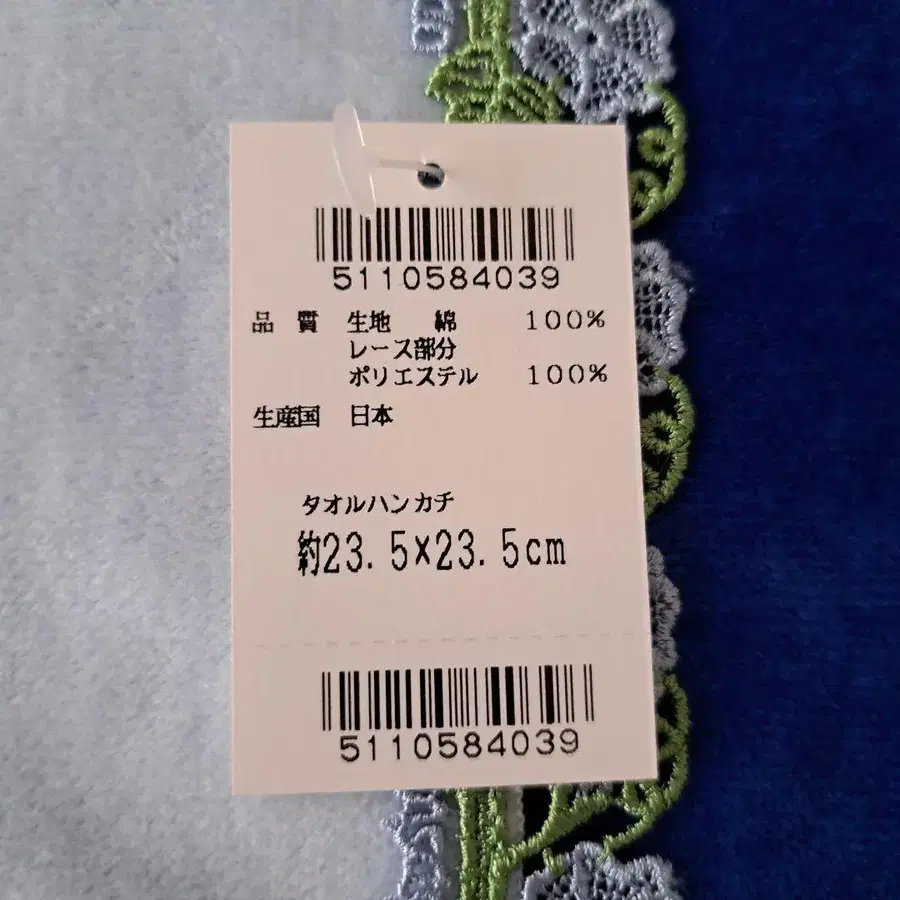 5110584039
品質 生地 綿 100%
レース部分
ポリエステル 100%
生産国 日本
タオルハンカチ
約23.5×23.5cm
5110584039